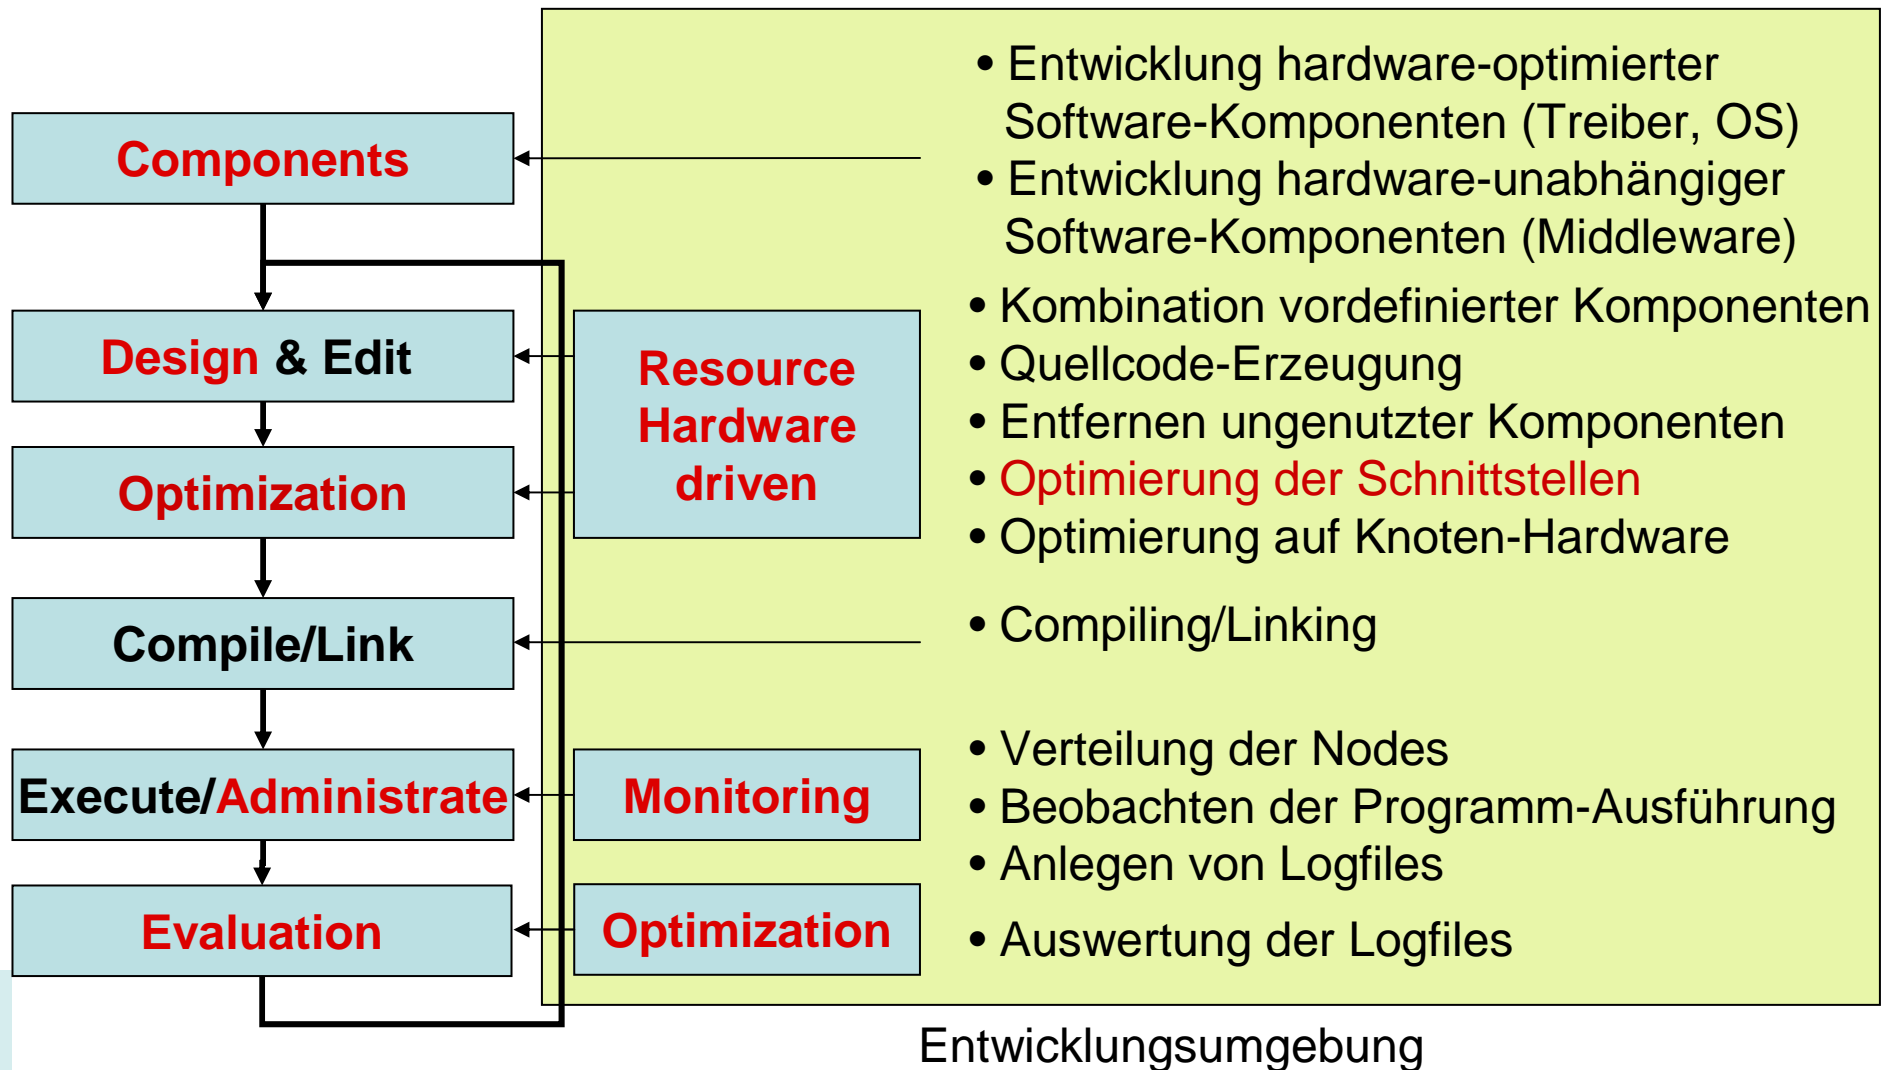 Components
Design & Edit
Optimization
Compile/Link
Execute/Administrate
Evaluation
Resource
Hardware
driven
Monitoring
Optimization
• Entwicklung hardware-optimierter
Software-Komponenten (Treiber, OS)
• Entwicklung hardware-unabhängiger
Software-Komponenten (Middleware)
• Kombination vordefinierter Komponenten
• Quellcode-Erzeugung
• Entfernen ungenutzter Komponenten
• Optimierung der Schnittstellen
• Optimierung auf Knoten-Hardware
• Compiling/Linking
• Verteilung der Nodes
• Beobachten der Programm-Ausführung
• Anlegen von Logfiles
• Auswertung der Logfiles
Entwicklungsumgebung